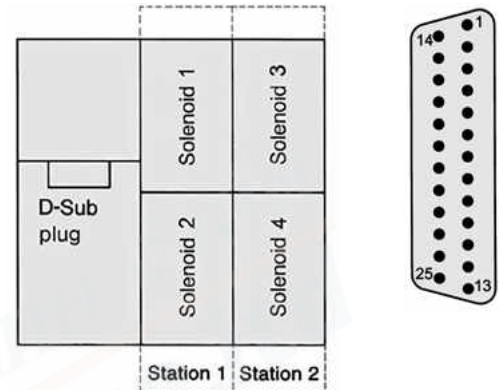 D-Sub
plug
Solenoid 1
Solenoid 2
Solenoid 3
Solenoid 4
Station 1
Station 2
1
14
25
13